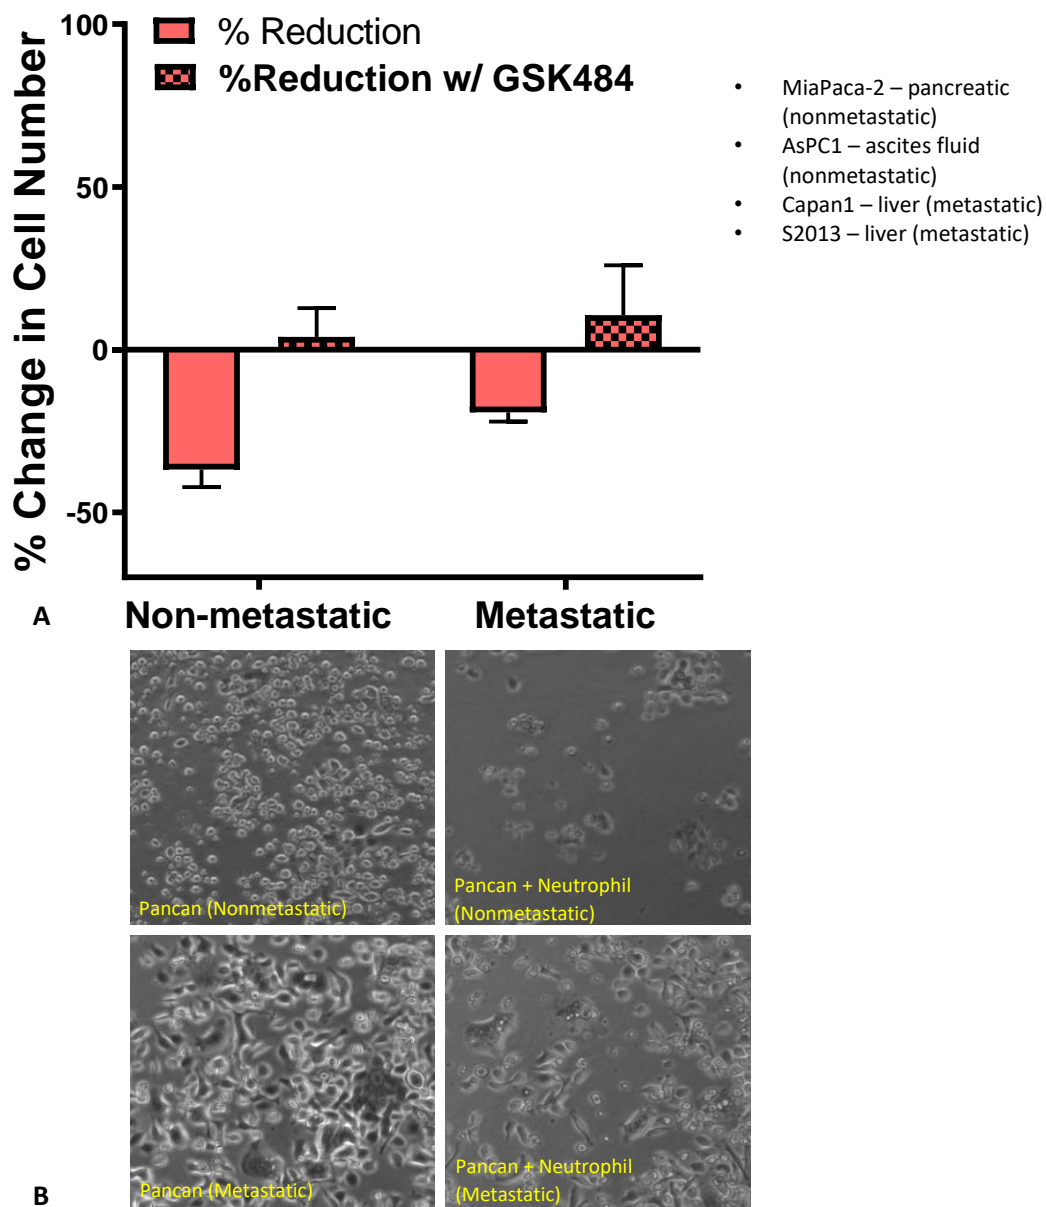 100
50
0
-50
% Change in Cell Number
% Reduction
%Reduction w/ GSK484
Non-metastatic
Metastatic
• MiaPaca-2 – pancreatic
(nonmetastatic)
• AsPC1 – ascites fluid
(nonmetastatic)
• Capan1 – liver (metastatic)
• S2013 – liver (metastatic)
A
Pancan (Nonmetastatic)
Pancan + Neutrophil
(Nonmetastatic)
Pancan (Metastatic)
Pancan + Neutrophil
(Metastatic)
B